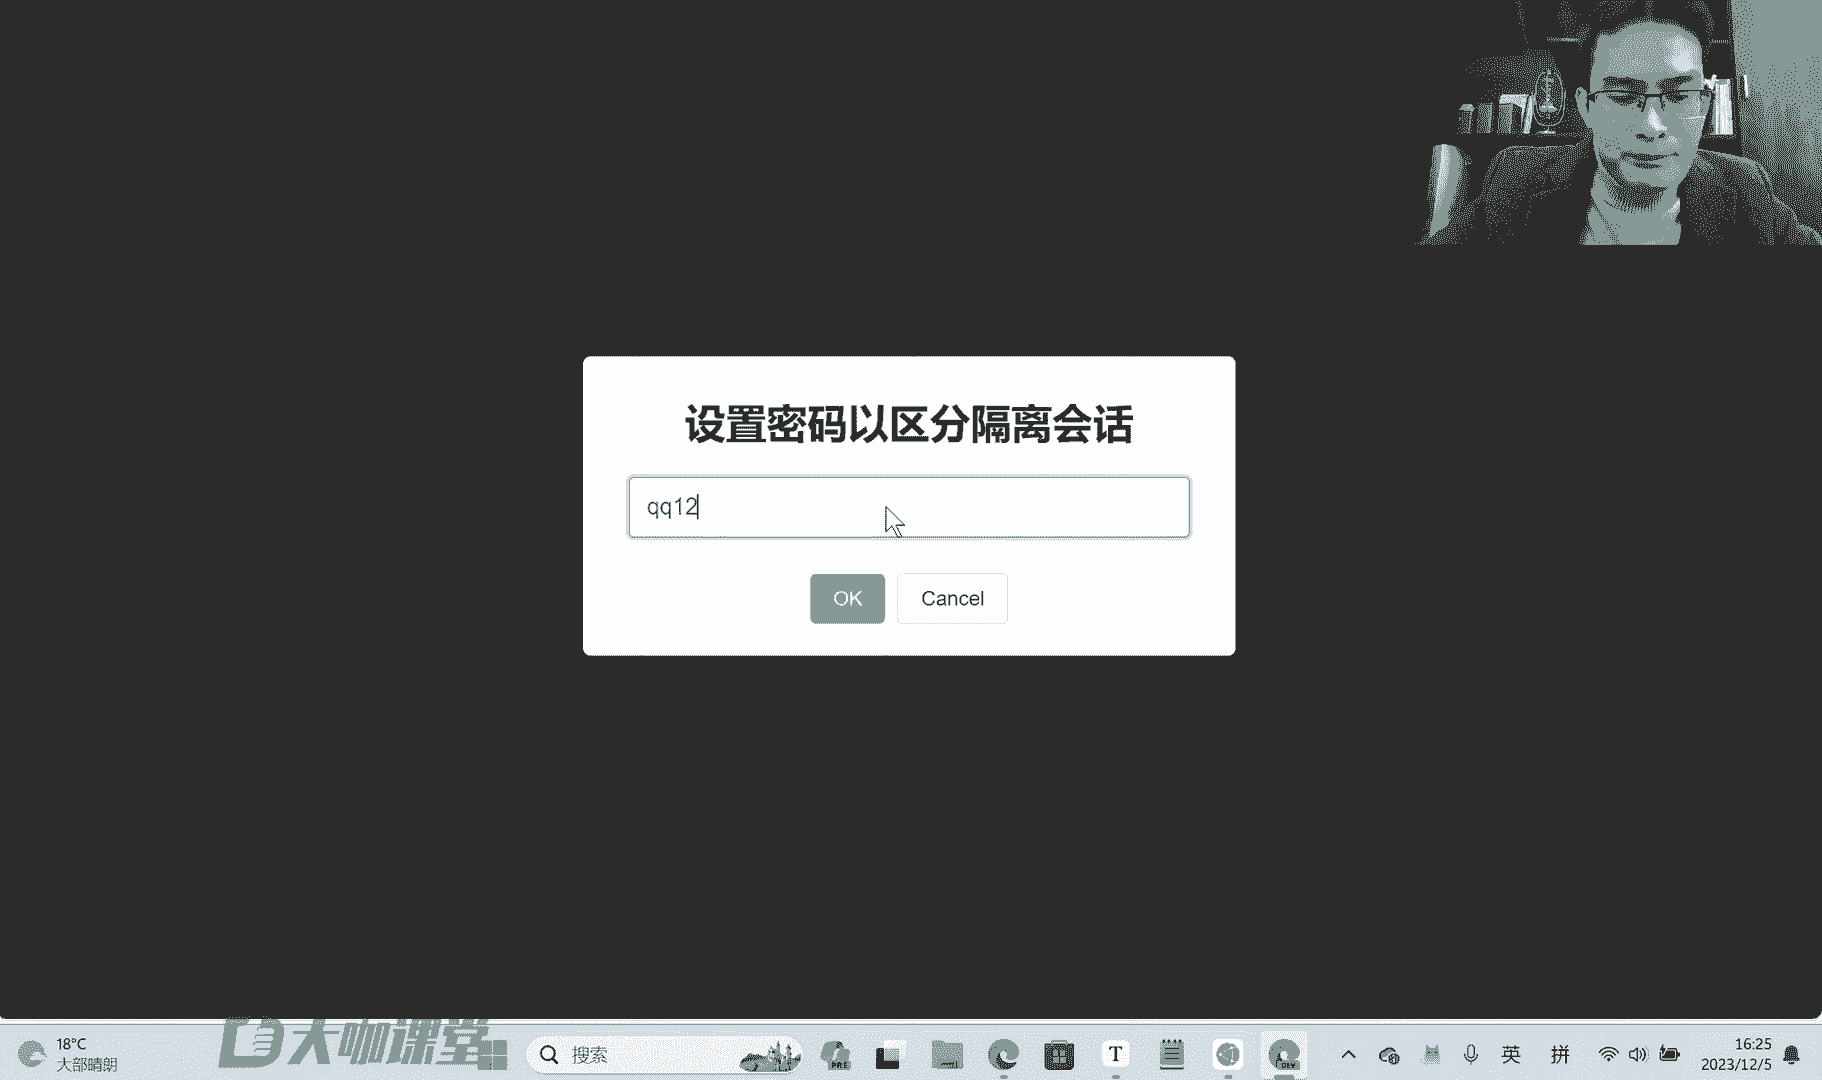 设置密码以区分隔离会话
qq12
OK
Cancel
18°C
大部晴朗
大咖课堂
搜索
PRE
T
DEV
英
拼
16:25
2023/12/5